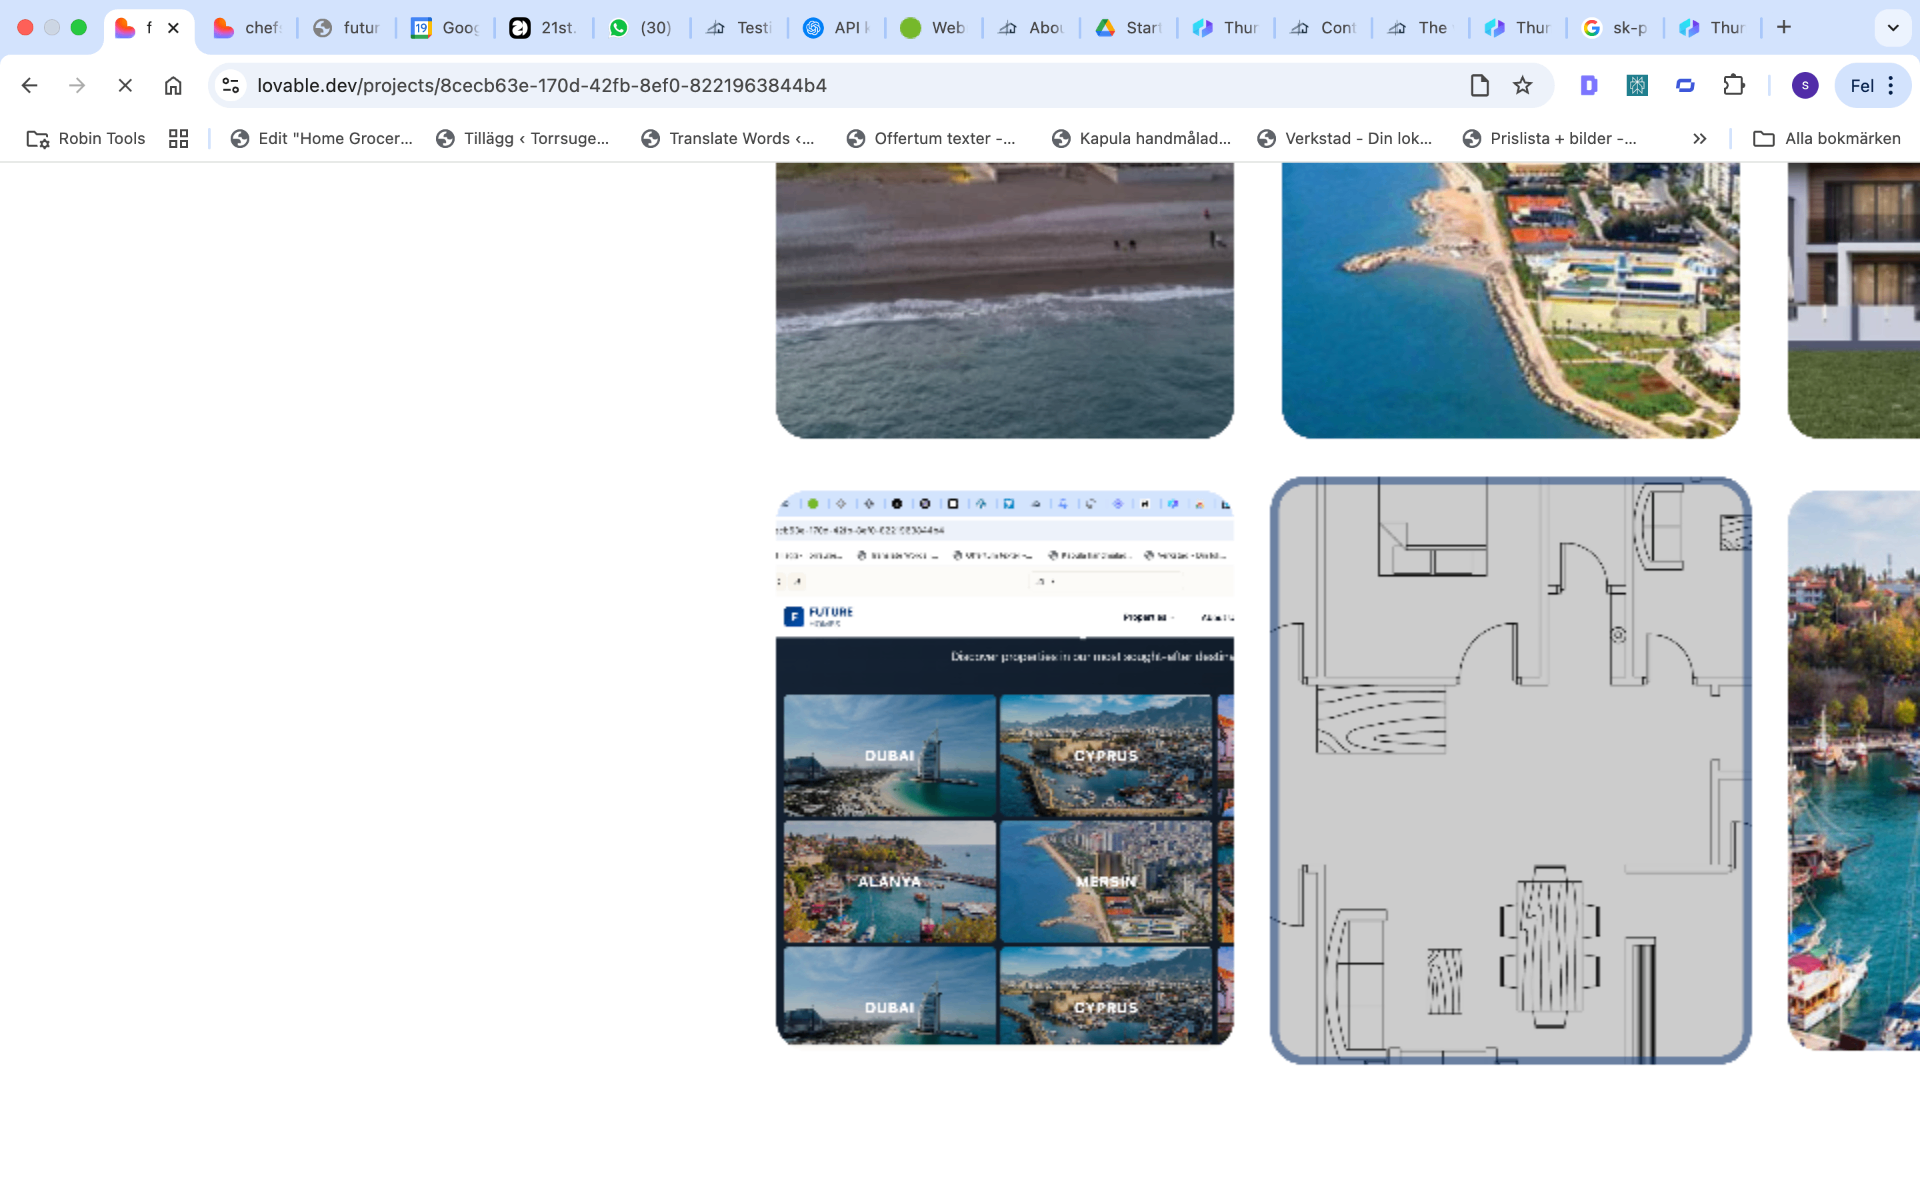 f
chef
futur
Goog
21st.
(30)
Testi
API k
Web
Abou
Start
Thur
Cont
The
Thur
sk-p
Thur
lovable.dev/projects/8cecb63e-170d-42fb-8ef0-8221963844b4
S
Fel
Robin Tools
Edit "Home Grocer...
Tillägg ‹ Torrsuge...
Translate Words ‹...
Offertum texter -...
Kapula handmålad...
Verkstad - Din lok...
Prislista + bilder -...
Alla bokmärken
FUTURE
HOMES
Properties
Discover properties in our most sought-after
DUBAI
CYPRUS
ALANYA
MERSIN
DUBAI
CYPRUS